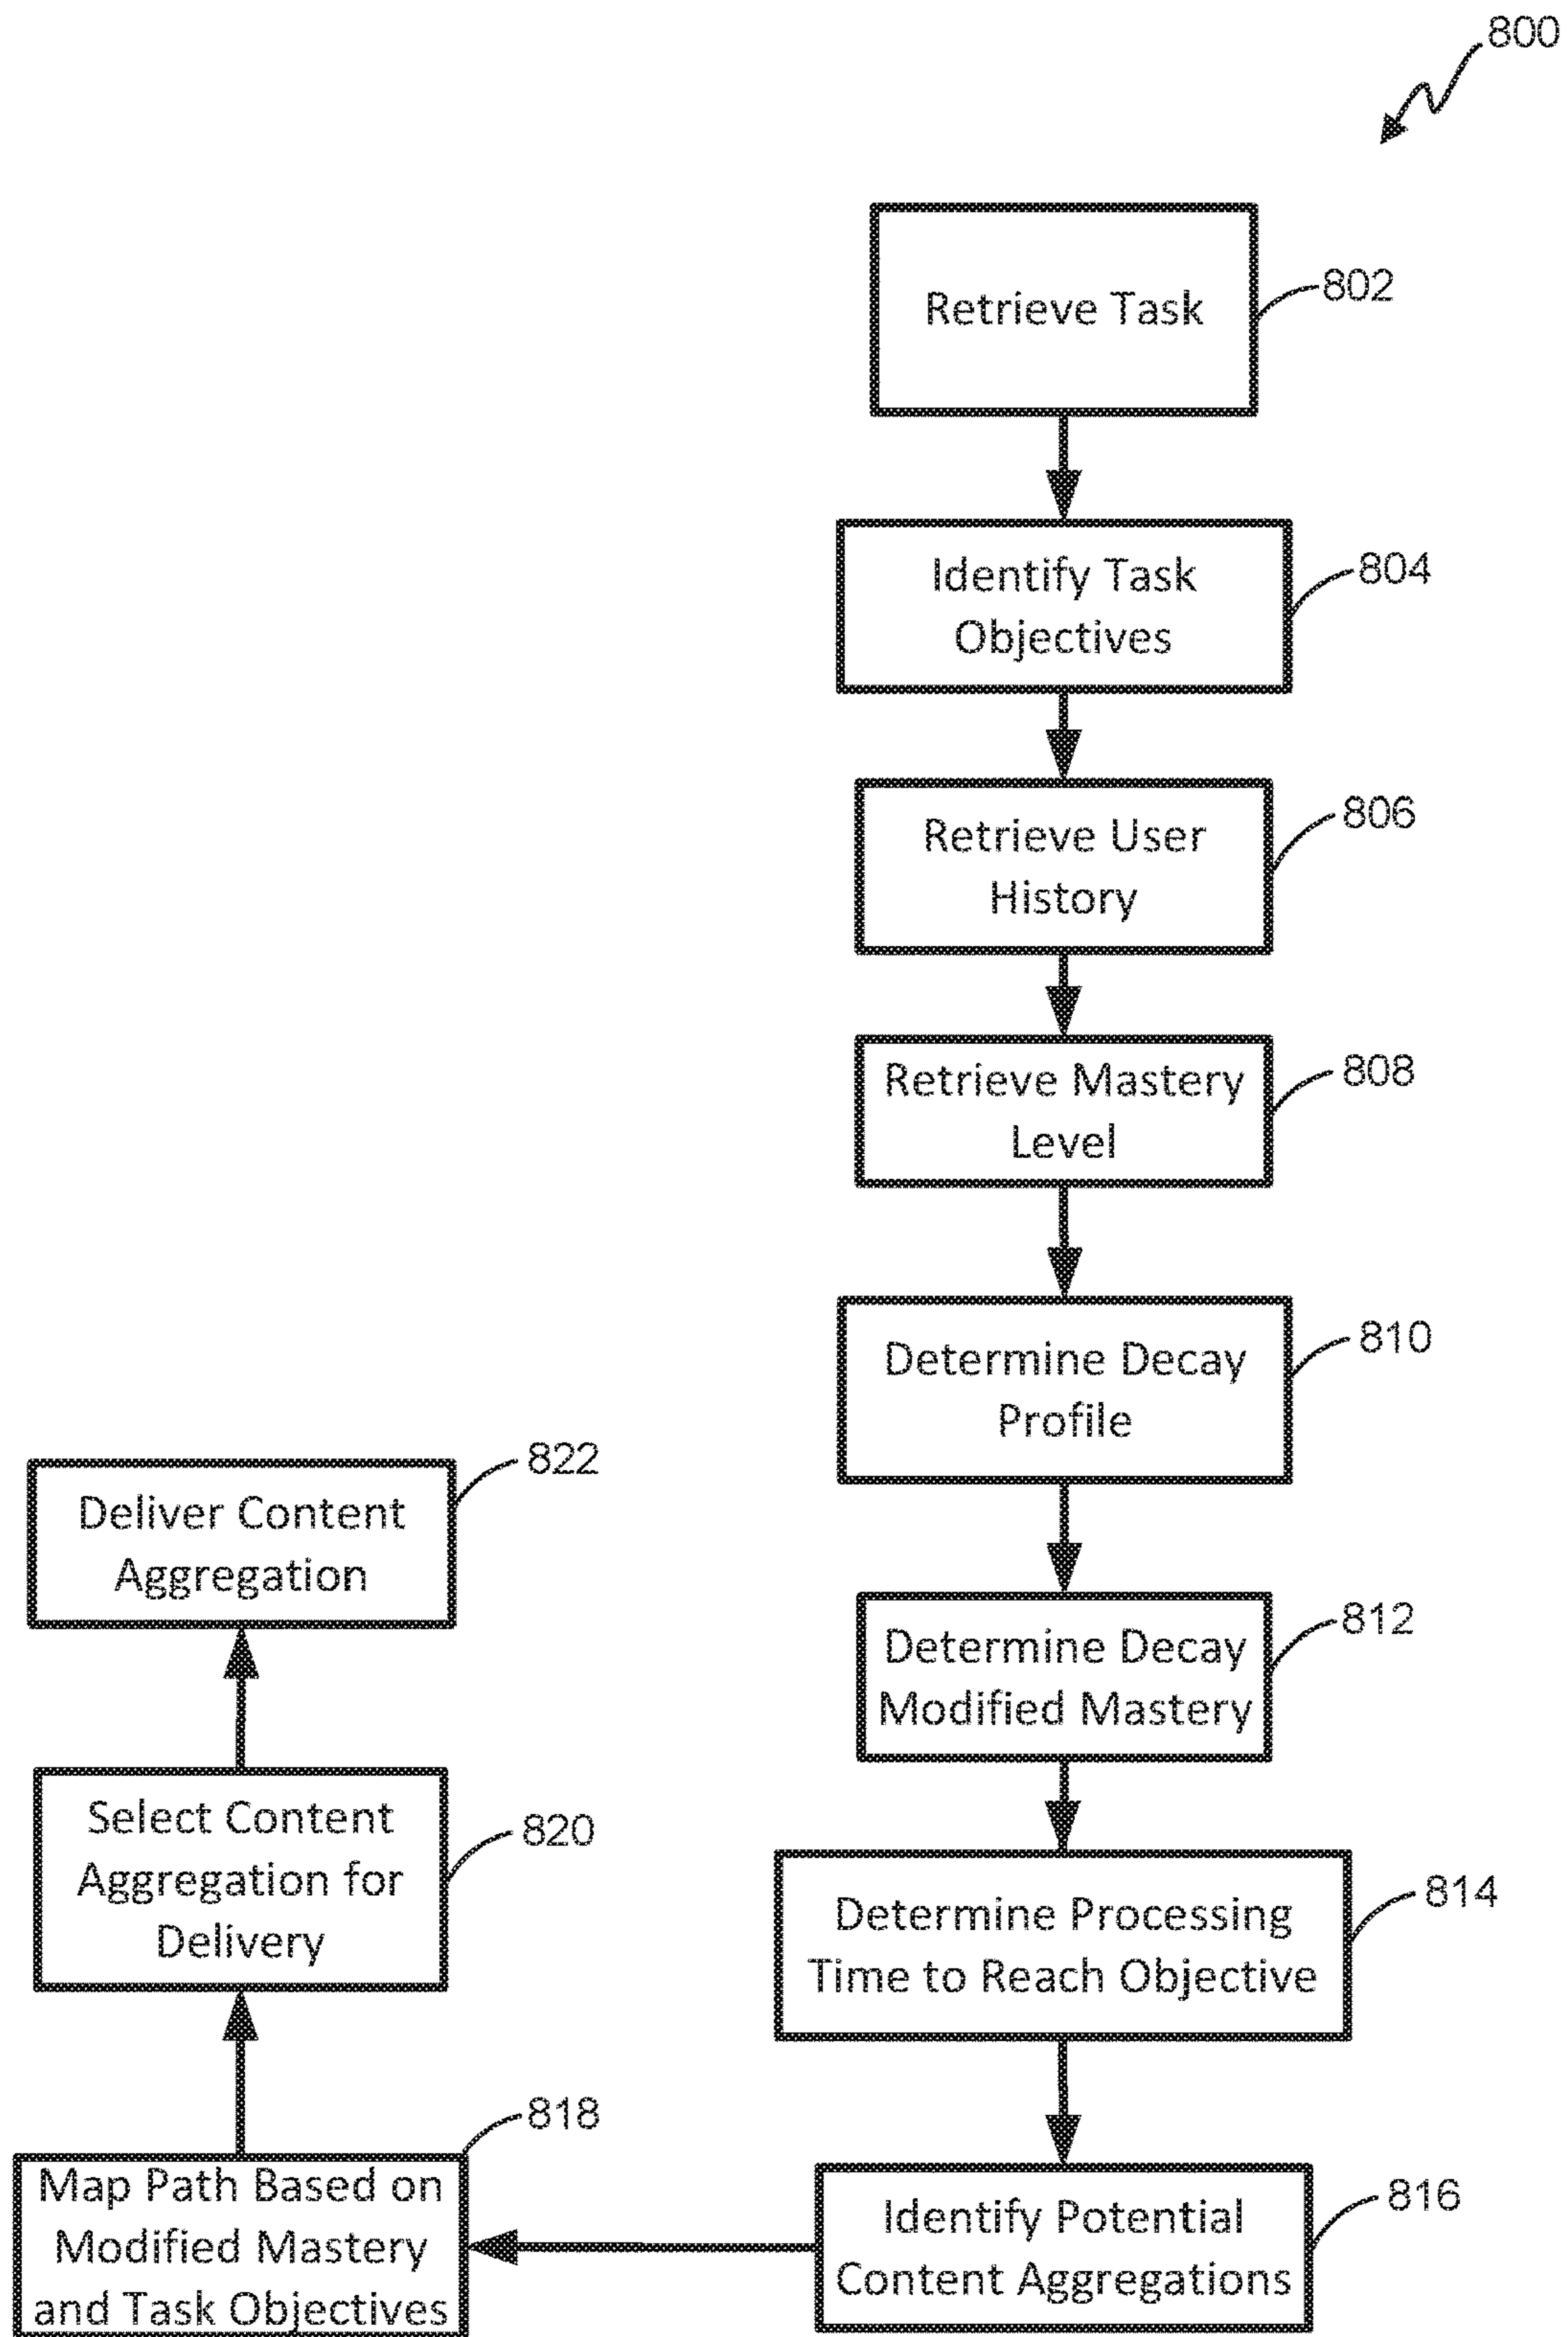 800
Retrieve Task
802
Identify Task
Objectives
804
Retrieve User
History
806
Retrieve Mastery
Level
808
Determine Decay
Profile
810
Determine Decay
Modified Mastery
812
Determine Processing
Time to Reach Objective
814
Identify Potential
Content Aggregations
816
Map Path Based on
Modified Mastery
and Task Objectives
818
Select Content
Aggregation for
Delivery
820
Deliver Content
Aggregation
822